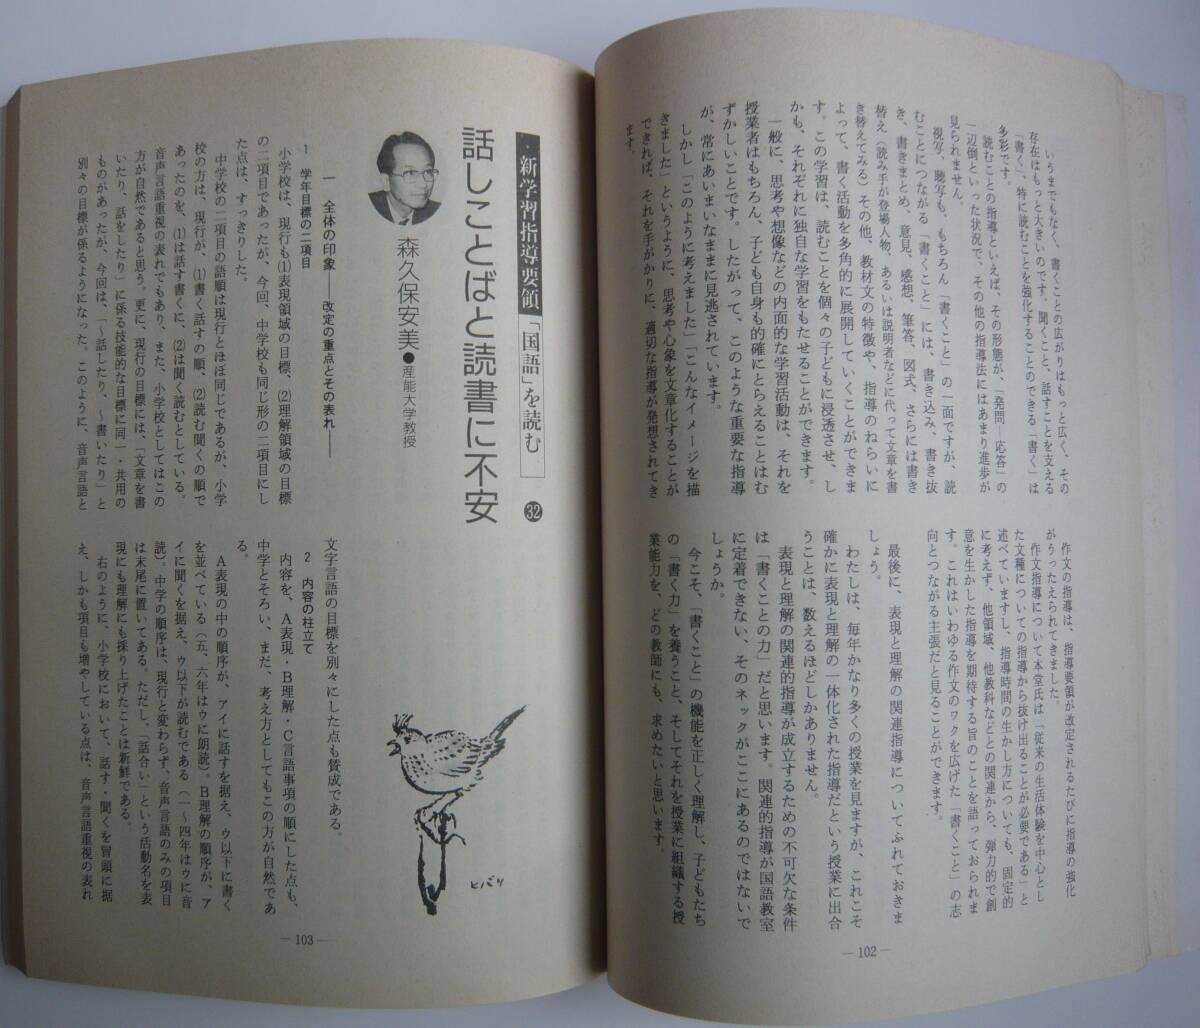 いうまでもなく、書くことの広がりはもっと広く、その
存在はもっと大きいのです。聞くこと、話すことを支える
「書く」、特に読むことを強化することのできる「書く」は
多彩です。
読むことの指導といえば、その形態が、「発問―応答」の
一辺倒といった状況で、その他の指導法にはあまり進歩が
見られません。
視写、聴写も、もちろん「書くこと」の一面ですが、読
むことにつながる「書くこと」には、書き込み、書き抜
き、書きまとめ、意見、感想、筆答、図式、さらには書き
替え(読み手が登場人物、あるいは説明者などに代って文章を書
き替えてみる)その他、教材文の特徴や、指導のねらいに
よって、書く活動を多角的に展開していくことができま
す。この学習は、読むことを個々の子どもに浸透させ、し
かも、それぞれに独自な学習をもたせることができます。
一般に、思考や想像などの内面的な学習活動は、それを
授業者はもちろん、子ども自身も的確にとらえることはむ
ずかしいことです。したがって、このような重要な指導
が、常にあいまいなままに見逃されています。
しかし「このように考えました」「こんなイメージを描
きました」というように、思考や心象を文章化することが
できれば、それを手がかりに、適切な指導が発想されてき
ます。
作文の指導は、指導要領が改定されるたびに指導の強化
がうったえられてきました。
作文指導について本堂氏は「従来の生活体験を中心とし
た文種についての指導から抜け出ることが必要である」と
述べていますし、指導時間の生かし方についても、固定的
に考えず、他領域、他教科などとの関連から、弾力的で創
意を生かした指導を期待する旨のことを語っておられま
す。これはいわゆる作文のワクを広げた「書くこと」の志
向とつながる主張だと見ることができます。
最後に、表現と理解の関連指導についてふれておきま
しょう。
わたしは、毎年かなり多くの授業を見ますが、これこそ
確かに表現と理解の一体化された指導だという授業に出合
うことは、数えるほどしかありません。
表現と理解の関連的指導が成立するための不可欠な条件
は「書くことの力」だと思います。関連的指導が国語教室
に定着できない、そのネックがここにあるのではないで
しょうか。
今こそ、「書くこと」の機能を正しく理解し、子どもたち
の「書く力」を養うこと、そしてそれを授業に組織する授
業能力を、どの教師にも、求めたいと思います。
― 102 ―
新学習指導要領「国語」を読む 32
話しことばと読書に不安
森久保安美●産能大学教授
一 全体の印象――改定の重点とその表れ――
1 学年目標の二項目
小学校は、現行も⑴表現領域の目標、⑵理解領域の目標
の二項目であったが、今回、中学校も同じ形の二項目にし
た点は、すっきりした。
中学校の二項目の語順は現行とほぼ同じであるが、小学
校の方は、現行が、⑴書く話すの順、⑵読む聞くの順で
あったのを、⑴は話す書くに、⑵は聞く読むとしている。
音声言語重視の表れでもあり、また、小学校としてはこの
方が自然であると思う。更に、現行の目標には、「文章を書
いたり、話をしたり」に係る技能的な目標に同一・共用の
ものがあったが、今回は、「〜話したり、〜書いたり」と
別々の目標が係るようになった。このように、音声言語と
文字言語の目標を別々にした点も賛成である。
2 内容の柱立て
内容を、A表現・B理解・C言語事項の順にした点も、
中学とそろい、まだ、考え方としてもこの方が自然であ
る。
A表現の中の順序が、アイに話すを据え、ウ以下に書く
を並べている(五、六年はウに朗読)。B理解の順序が、ア
イに聞くを据え、ウ以下が読むである(一〜四年はウに音
読)。中学の順序は、現行と変わらず、音声言語のみの項目
は末尾に置いてある。ただし、「話合い」という活動名を表
現にも理解にも採り上げたことは新鮮である。
右のように、小学校において、話す・聞くを冒頭に据
え、しかも項目も増やしている点は、音声言語重視の表れ
ヒバリ
― 103 ―